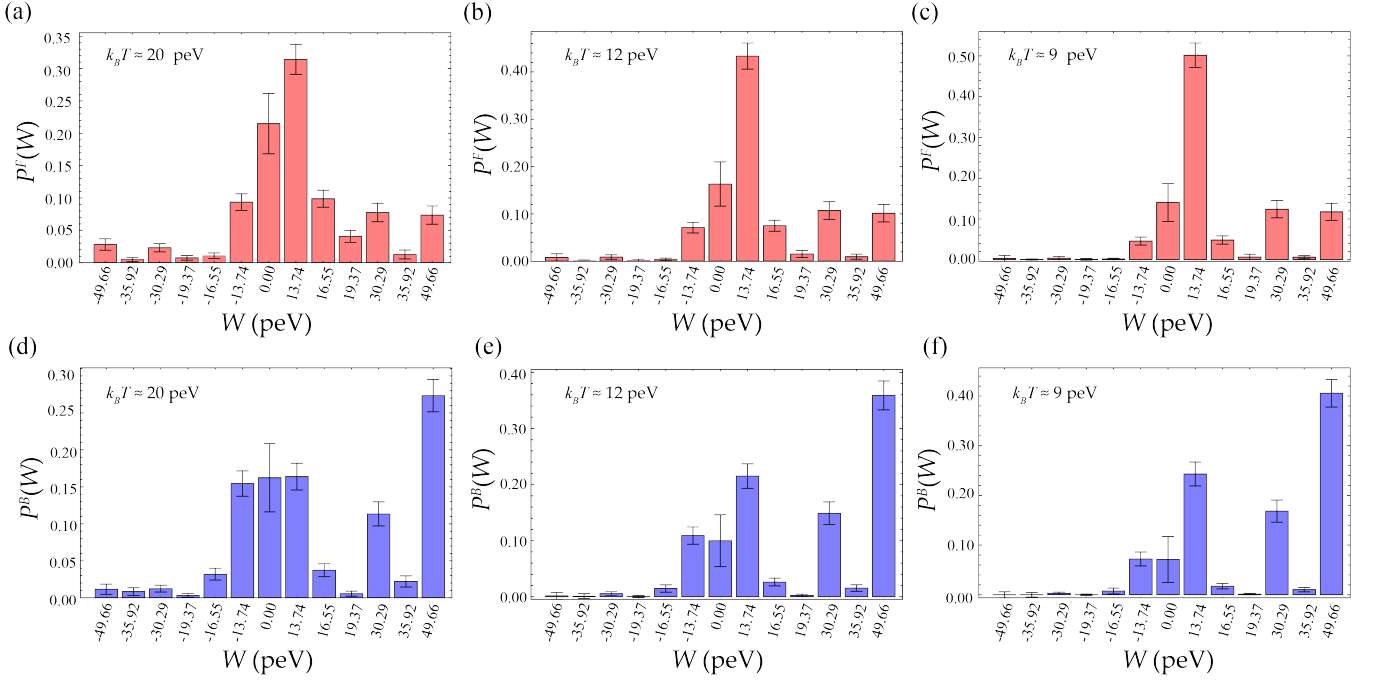 (a)
k_BT ≈ 20 peV
P^F(W)
0.35
0.30
0.20
0.10
0.05
0.00
-49.66 -35.92 -30.29 -19.37 -16.55 -13.74 0.00 13.74 16.55 19.37 30.29 35.92 49.66
W (peV)
(b)
k_BT ≈ 12 peV
P^F(W)
0.40
0.30
0.20
0.10
0.00
-49.66 -35.92 -30.29 -19.37 -16.55 -13.74 0.00 13.74 16.55 19.37 30.29 35.92 49.66
W (peV)
(c)
k_BT ≈ 9 peV
P^F(W)
0.50
0.40
0.30
0.20
0.10
0.00
-49.66 -35.92 -30.29 -19.37 -16.55 -13.74 0.00 13.74 16.55 19.37 30.29 35.92 49.66
W (peV)
(d)
k_BT ≈ 20 peV
P^B(W)
0.30
0.25
0.20
0.15
0.10
0.05
0.00
-49.66 -35.92 -30.29 -19.37 -16.55 -13.74 0.00 13.74 16.55 19.37 30.29 35.92 49.66
W (peV)
(e)
k_BT ≈ 12 peV
P^B(W)
0.40
0.30
0.20
0.10
0.00
-49.66 -35.92 -30.29 -19.37 -16.55 -13.74 0.00 13.74 16.55 19.37 30.29 35.92 49.66
W (peV)
(f)
k_BT ≈ 9 peV
P^B(W)
0.40
0.30
0.20
0.10
0.00
-49.66 -35.92 -30.29 -19.37 -16.55 -13.74 0.00 13.74 16.55 19.37 30.29 35.92 49.66
W (peV)